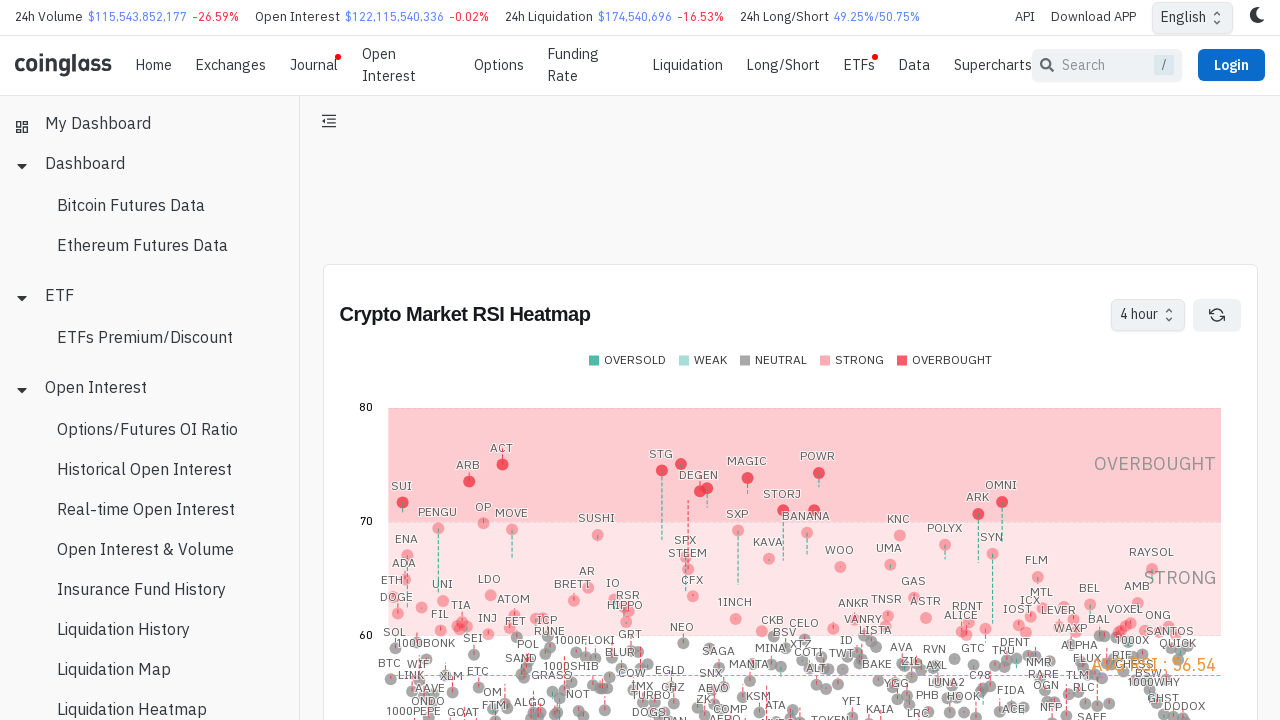 24h Volume $115,543,852,177 -26.59% Open Interest $122,115,540,336 -0.02% 24h Liquidation $174,540,696 -16.53% 24h Long/Short 49.25%/50.75% API Download APP English
coinglass Home Exchanges Journal Open Interest Options Funding Rate Liquidation Long/Short ETFs Data Supercharts Search / Login
My Dashboard
Dashboard
Bitcoin Futures Data
Ethereum Futures Data
ETF
ETFs Premium/Discount
Open Interest
Options/Futures OI Ratio
Historical Open Interest
Real-time Open Interest
Open Interest & Volume
Insurance Fund History
Liquidation History
Liquidation Map
Liquidation Heatmap
Crypto Market RSI Heatmap 4 hour
OVERSOLD WEAK NEUTRAL STRONG OVERBOUGHT
80
ACT
STG
POWR
MAGIC
ARB
OVERBOUGHT
DEGEN
SUI
OMNI
STORJ
ARK
PENGU
OP
MOVE
SUSHI
SXP
BANANA
KNC
70
POLYX
ENA
SPX
KAVA
SYN
STEEM
WOO
UMA
RAYSOL
ADA
FLM
AR
STRONG
ETH
UNI
LDO
BRETT
IO
CFX
GAS
AMB
BEL
DOGE
ATOM
RSR
MTL
TIA
HIPPO
1INCH
ANKR
TNSR
ASTR
RDNT
ICX
IOST
LEVER
VOXEL
FIL
INJ
FET
ICP
CKB
CELO
VANRY
ALICE
BAL
ONG
60
SOL
RUNE
NEO
BSV
LISTA
WAXP
SANTOS
1000BONK
SEI
POL
1000FLOKI
GRT
MINA
XTZ
ID
AVA
RVN
GTC
DENT
TRU
ALPHA
1000X
QUICK
BTC
WIF
SAND
1000SHIB
BLUR
SAGA
MANTA
COTI
TWT
BAKE
ZIL
AXL
NMR
FLUX
AVG RSI : 56.54
LINK
XLM
ETC
GRASS
COW
EGLD
SNX
ALT
C98
RARE
TLM
BSW
AAVE
OM
NOT
IMX
CHZ
AEVO
YGG
LUNA2
OGN
RLC
1000WHY
ONDO
FTM
ALGO
TURBO
ZK
KSM
ATA
YFI
PHB
HOOK
FIDA
GHST
1000PEPE
GOAT
DOGS
COMP
KAIA
LRC
ACE
NFP
DODOX
AERO
TOKEN
SAFE